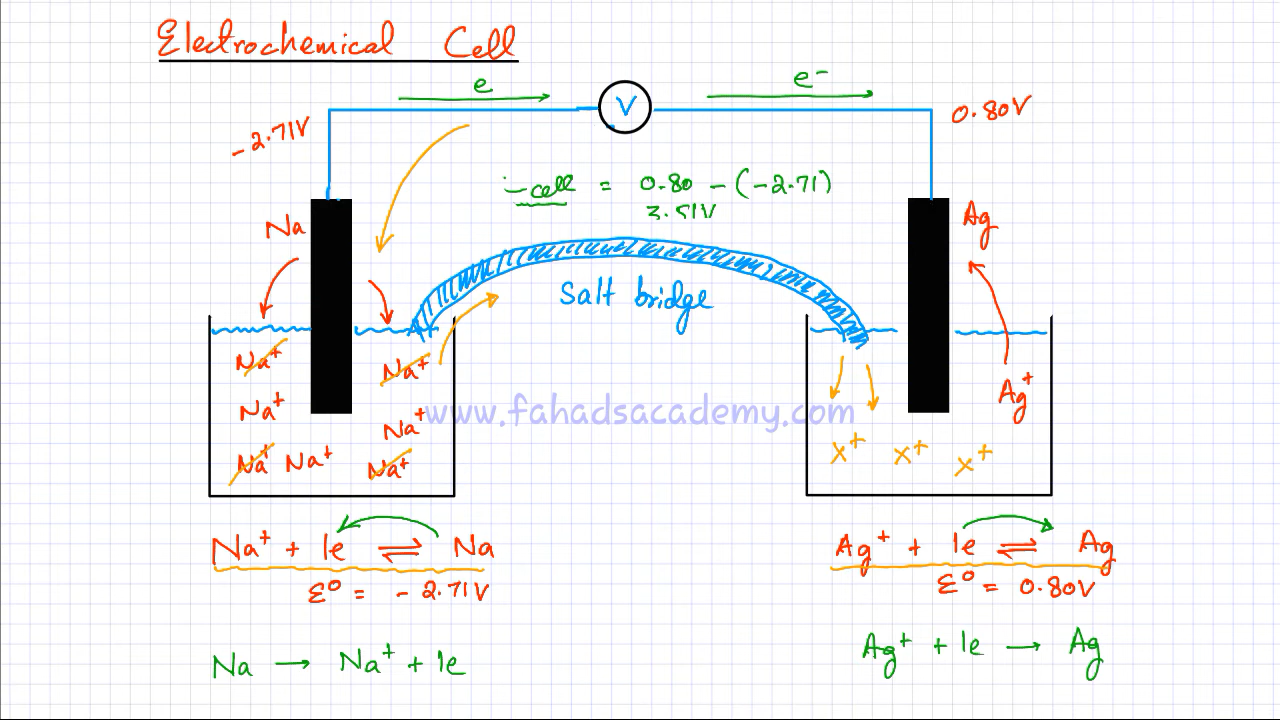 Electrochemical Cell
e
e⁻
V
-2.71V
0.80V
cell = 0.80 - (-2.71)
3.51V
Na
Ag
Salt bridge
Na⁺
Na⁺
Na⁺
Na⁺
Na⁺ Na⁺
Na⁺
Ag⁺
www.fahadsacademy.com
x⁺ x⁺ x⁺
Na⁺ + 1e ⇌ Na
ε⁰ = - 2.71V
Na → Na⁺ + 1e
Ag⁺ + 1e ⇌ Ag
ε⁰ = 0.80V
Ag⁺ + 1e → Ag